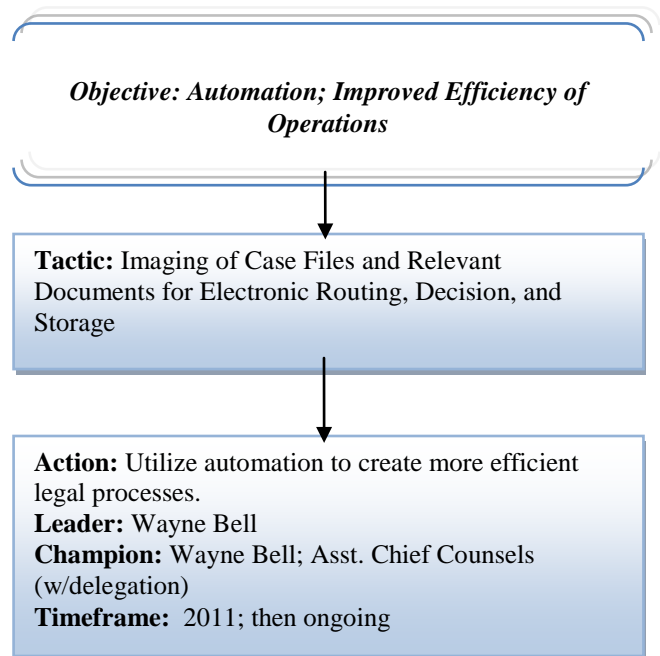 Objective: Automation; Improved Efficiency of
Operations
Tactic: Imaging of Case Files and Relevant
Documents for Electronic Routing, Decision, and
Storage
Action: Utilize automation to create more efficient
legal processes.
Leader: Wayne Bell
Champion: Wayne Bell; Asst. Chief Counsels
(w/delegation)
Timeframe:  2011; then ongoing